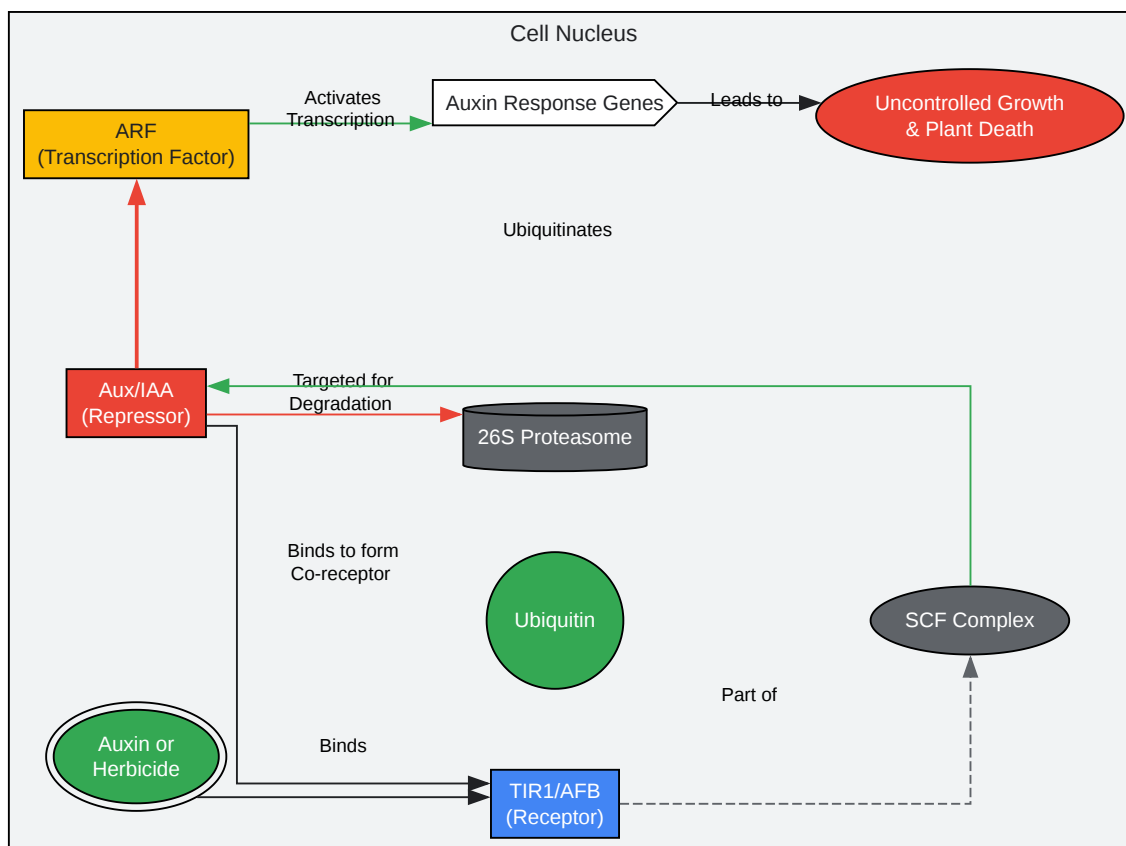 Cell Nucleus
Activates
Transcription
Auxin Response Genes
Leads to
Uncontrolled Growth
& Plant Death
ARF
(Transcription Factor)
Ubiquitinates
Aux/IAA
(Repressor)
Targeted for
Degradation
26S Proteasome
Binds to form
Co-receptor
Ubiquitin
SCF Complex
Part of
Auxin or
Herbicide
Binds
TIR1/AFB
(Receptor)